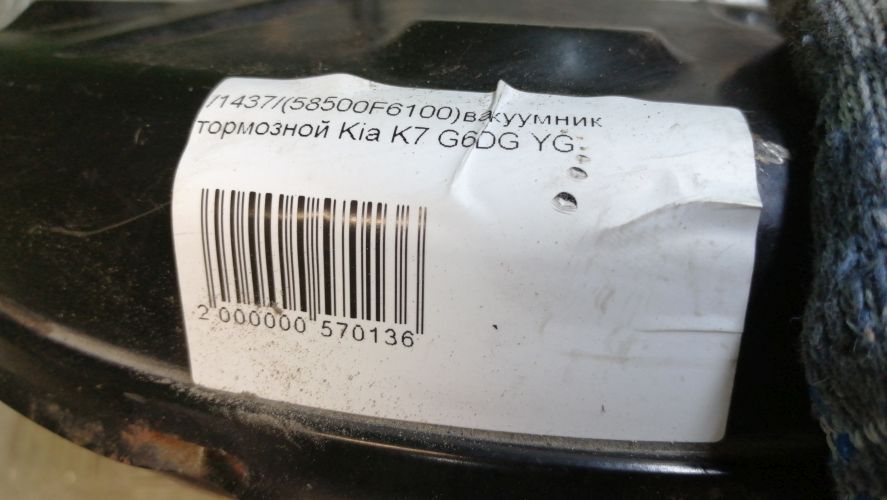 /1437/(58500F6100)вакуумник
тормозной Kia K7 G6DG YG
2 000000 570136